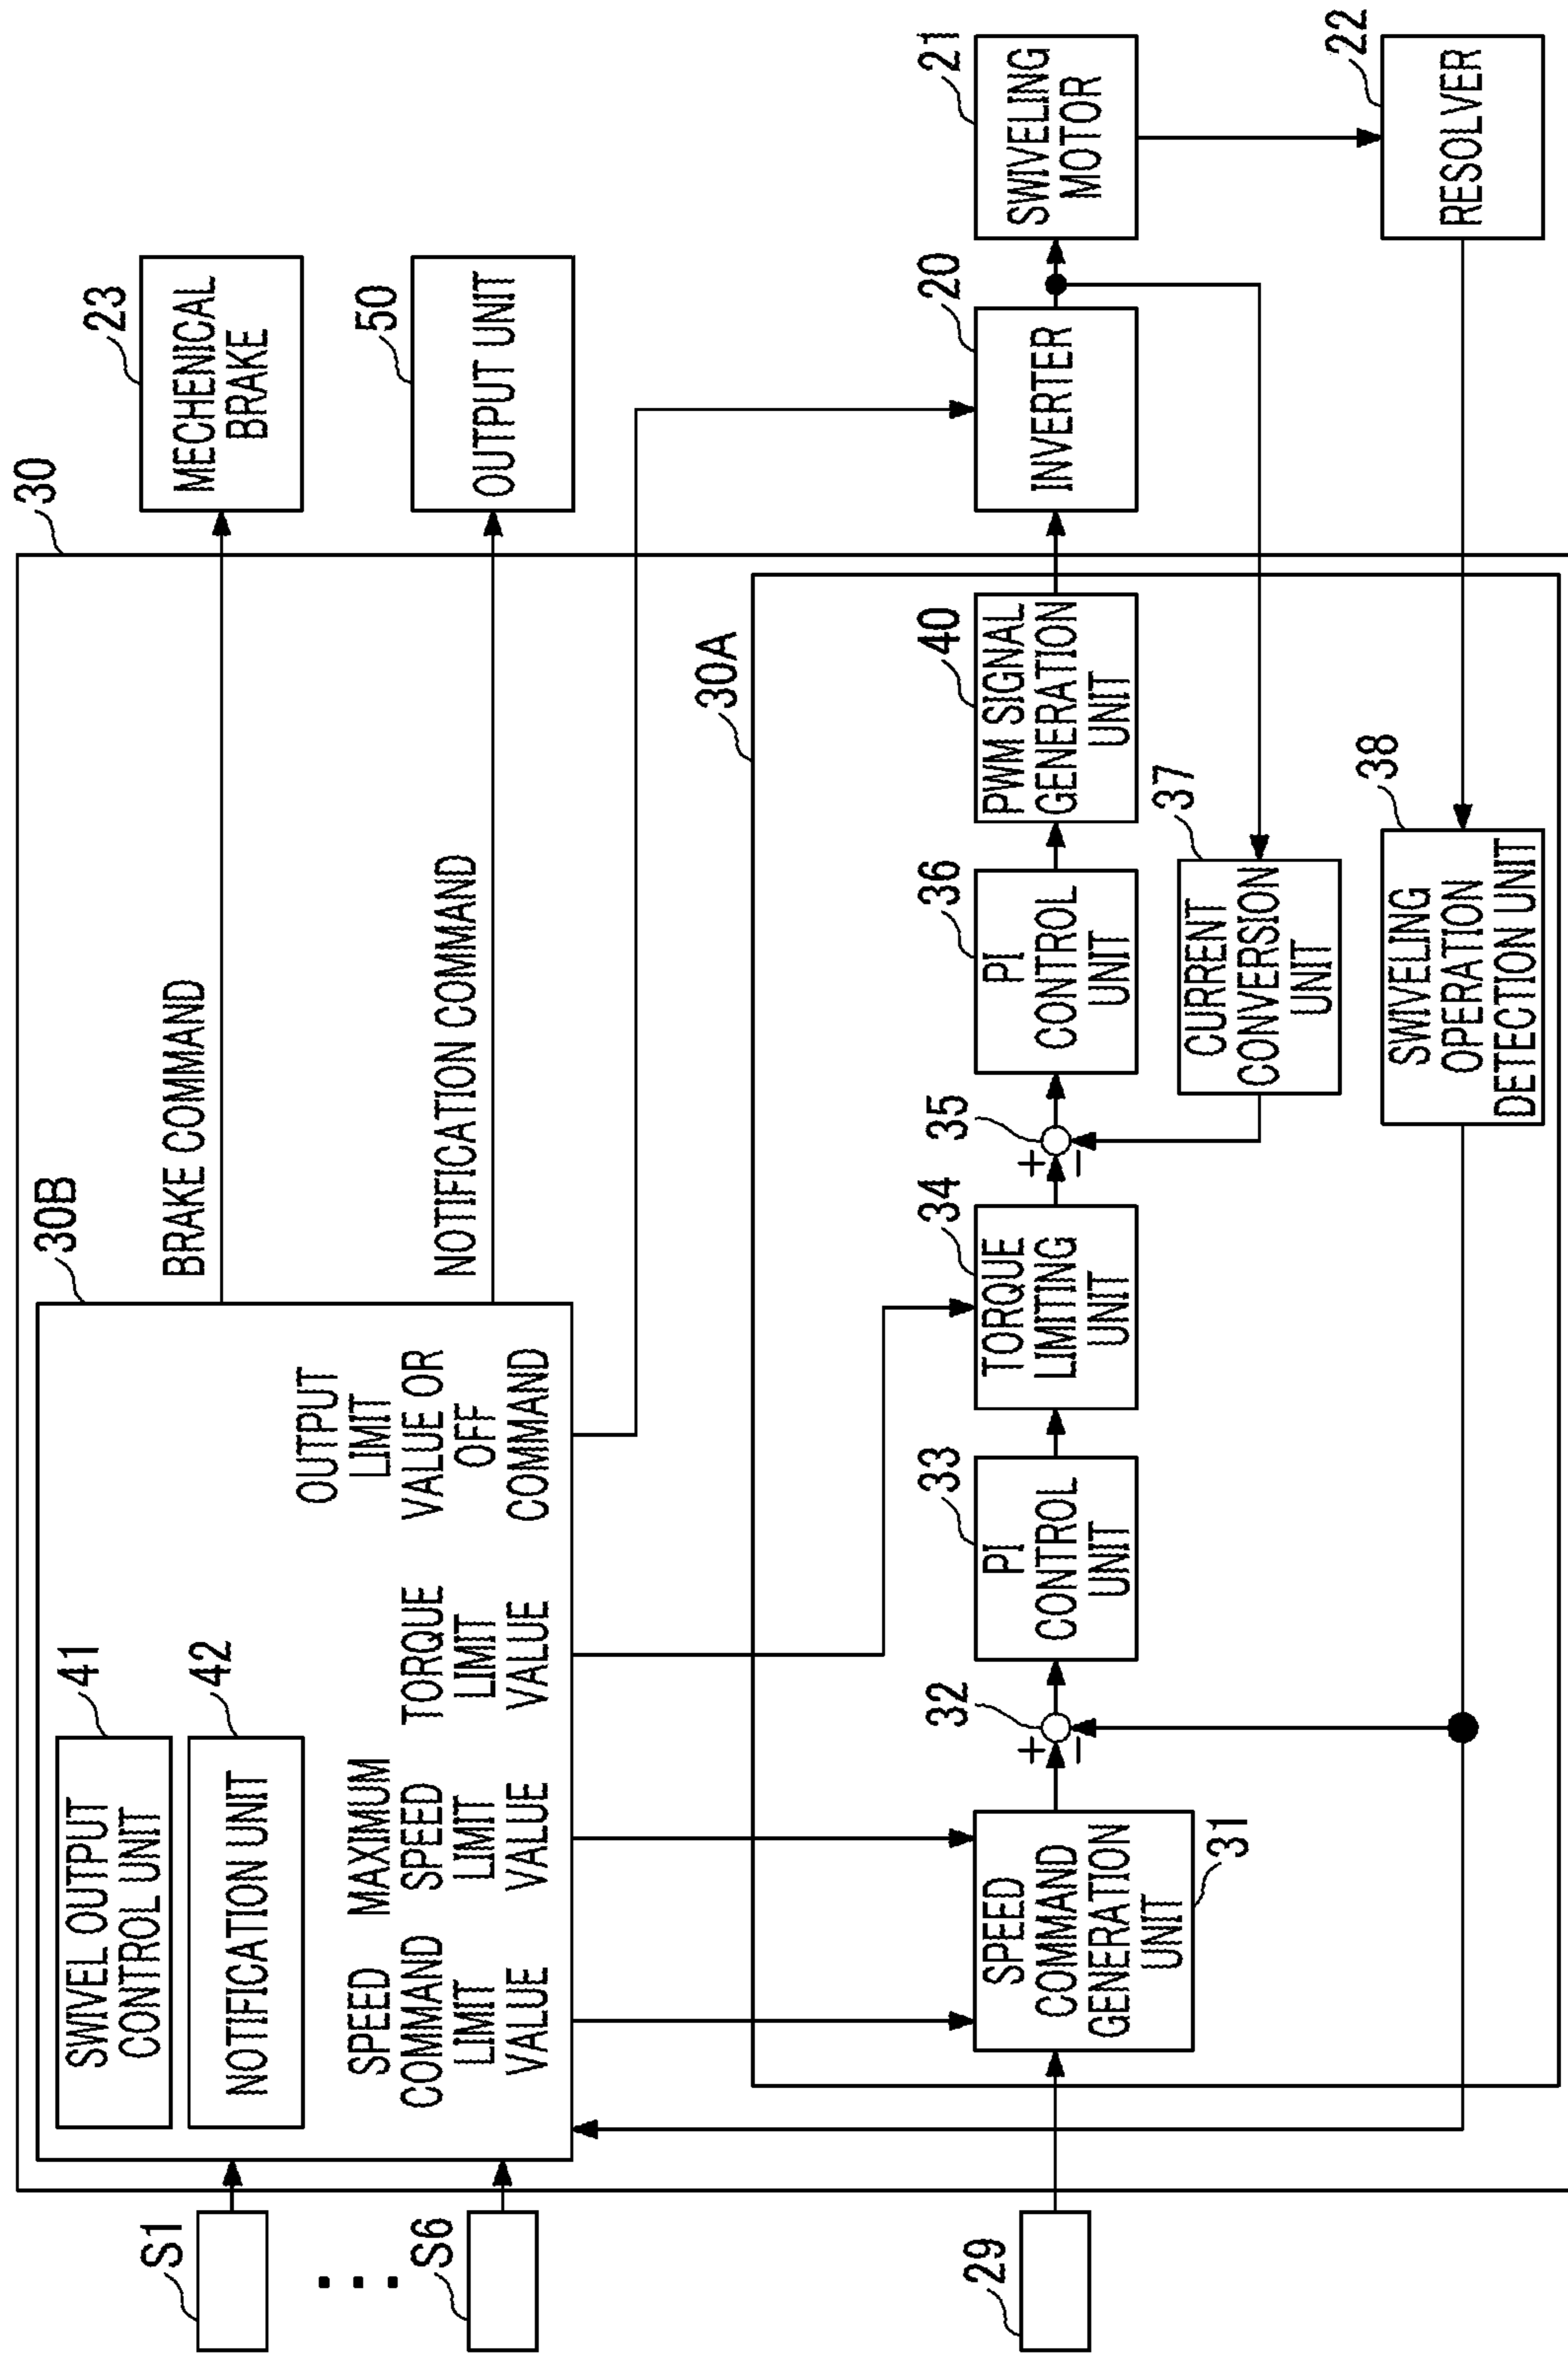 30
30B
SWIVEL OUTPUT
CONTROL UNIT
41
NOTIFICATION UNIT
42
SPEED
COMMAND
LIMIT
VALUE
MAXIMUM
SPEED
LIMIT
VALUE
TORQUE
LIMIT
VALUE
OUTPUT
LIMIT
VALUE OR
OFF
COMMAND
BRAKE COMMAND
NOTIFICATION COMMAND
MECHENICAL
BRAKE
23
OUTPUT UNIT
50
S1
S6
29
30A
SPEED
COMMAND
GENERATION
UNIT
31
32
+
−
PI
CONTROL
UNIT
33
TORQUE
LIMITING
UNIT
34
35
+
−
PI
CONTROL
UNIT
36
PWM SIGNAL
GENERATION
UNIT
40
INVERTER
20
SWIVELING
MOTOR
21
CURRENT
CONVERSION
UNIT
37
SWIVELING
OPERATION
DETECTION UNIT
38
RESOLVER
22